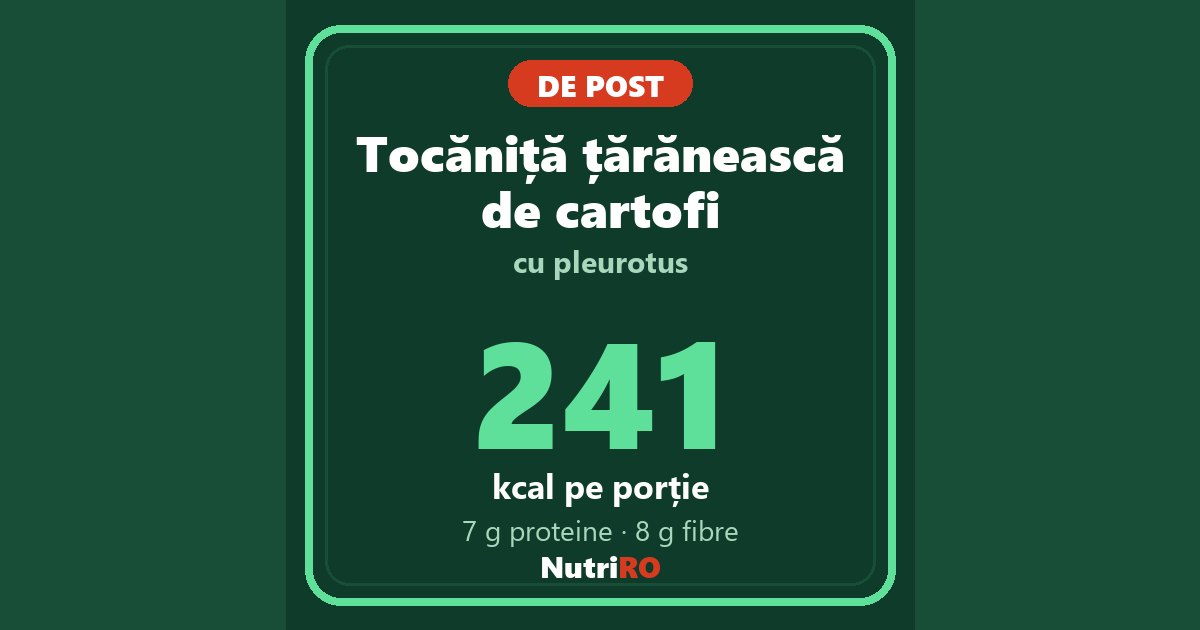 DE POST
Tocăniță țărănească
de cartofi
cu pleurotus
241
kcal pe porție
7 g proteine · 8 g fibre
NutriRO